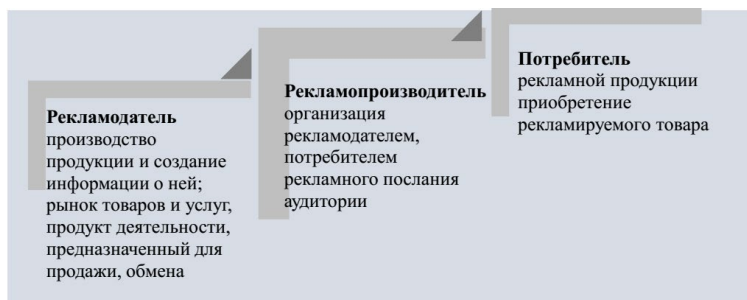 Рекламодатель
производство
продукции и создание
информации о ней;
рынок товаров и услуг,
продукт деятельности,
предназначенный для
продажи, обмена
Рекламопроизводитель
организация
рекламодателем,
потребителем
рекламного послания
аудитории
Потребитель
рекламной продукции
приобретение
рекламируемого товара